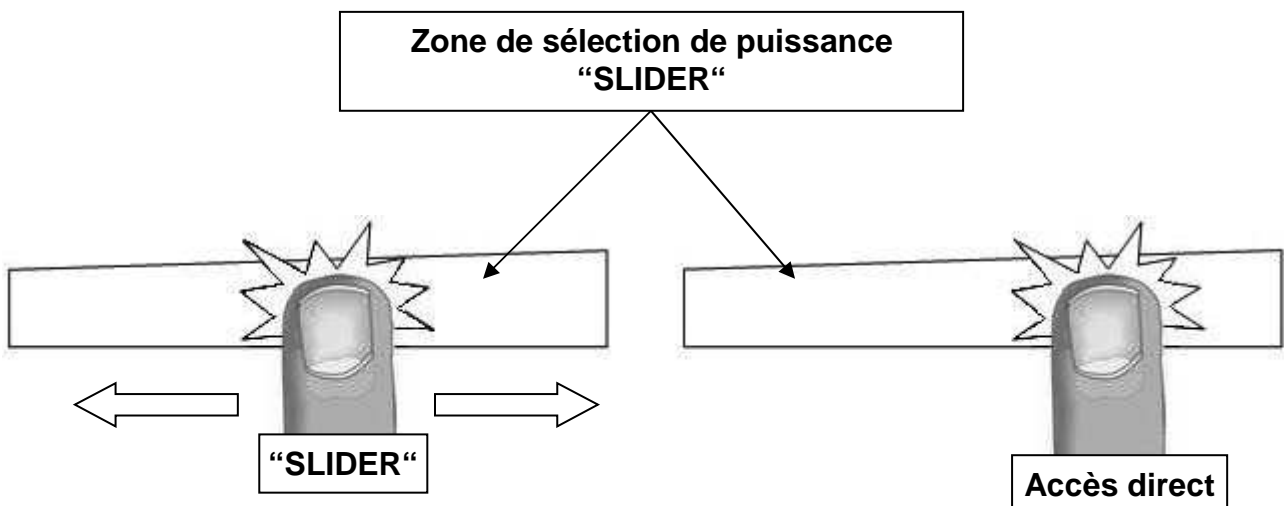 Zone de sélection de puissance
“SLIDER“
“SLIDER“
Accès direct